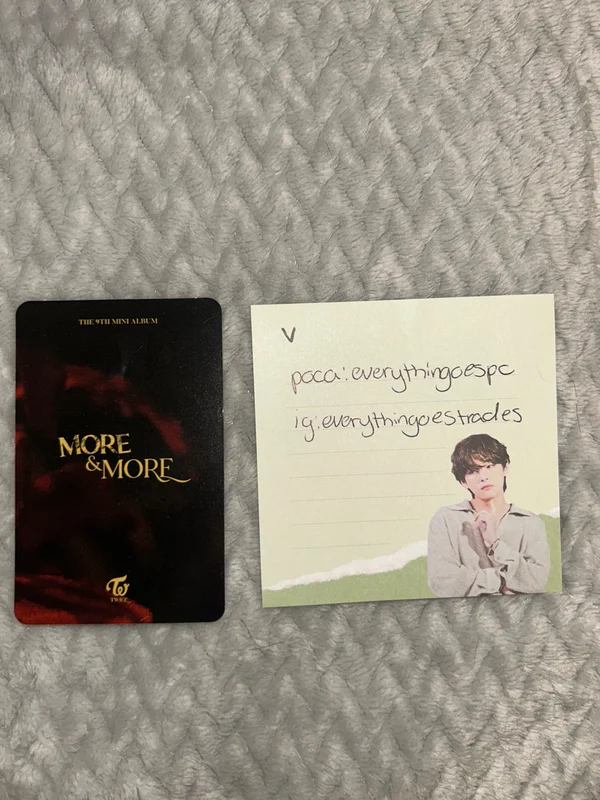 THE 9TH MINI ALBUM
MORE
&MORE
TWICE
V
poca:everythingoespc
ig:everythingoestrades